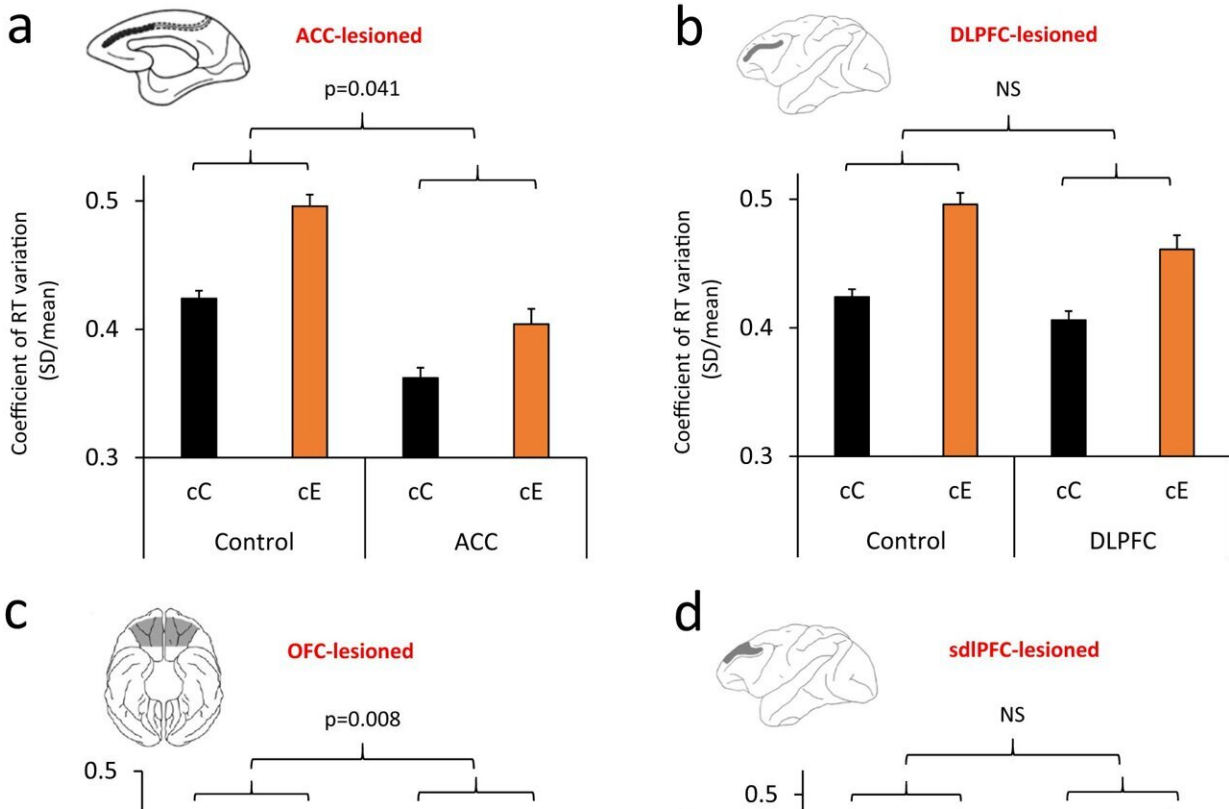 a
ACC-lesioned
p=0.041
Coefficient of RT variation
(SD/mean)
0.5
0.4
0.3
cC cE cC cE
Control ACC
b
DLPFC-lesioned
NS
Coefficient of RT variation
(SD/mean)
0.5
0.4
0.3
cC cE cC cE
Control DLPFC
c
OFC-lesioned
p=0.008
0.5
d
sdlPFC-lesioned
NS
0.5